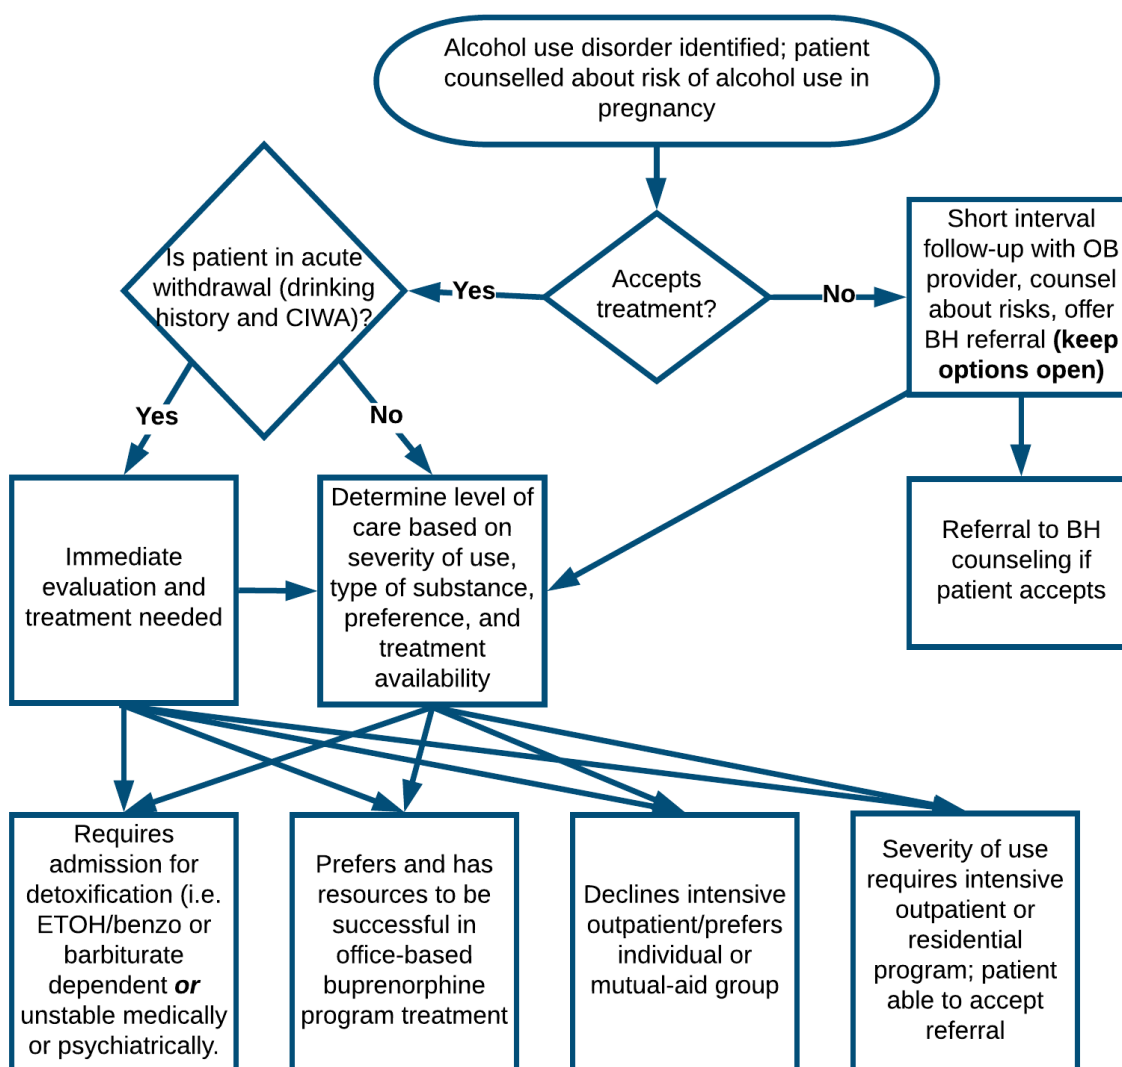 Alcohol use disorder identified; patient
counselled about risk of alcohol use in
pregnancy
Accepts
treatment?
Yes
No
Is patient in acute
withdrawal (drinking
history and CIWA)?
Short interval
follow-up with OB
provider, counsel
about risks, offer
BH referral (keep
options open)
Yes
No
Immediate
evaluation and
treatment needed
Determine level of
care based on
severity of use,
type of substance,
preference, and
treatment
availability
Referral to BH
counseling if
patient accepts
Requires
admission for
detoxification (i.e.
ETOH/benzo or
barbiturate
dependent or
unstable medically
or psychiatrically.
Prefers and has
resources to be
successful in
office-based
buprenorphine
program treatment
Declines intensive
outpatient/prefers
individual or
mutual-aid group
Severity of use
requires intensive
outpatient or
residential
program; patient
able to accept
referral